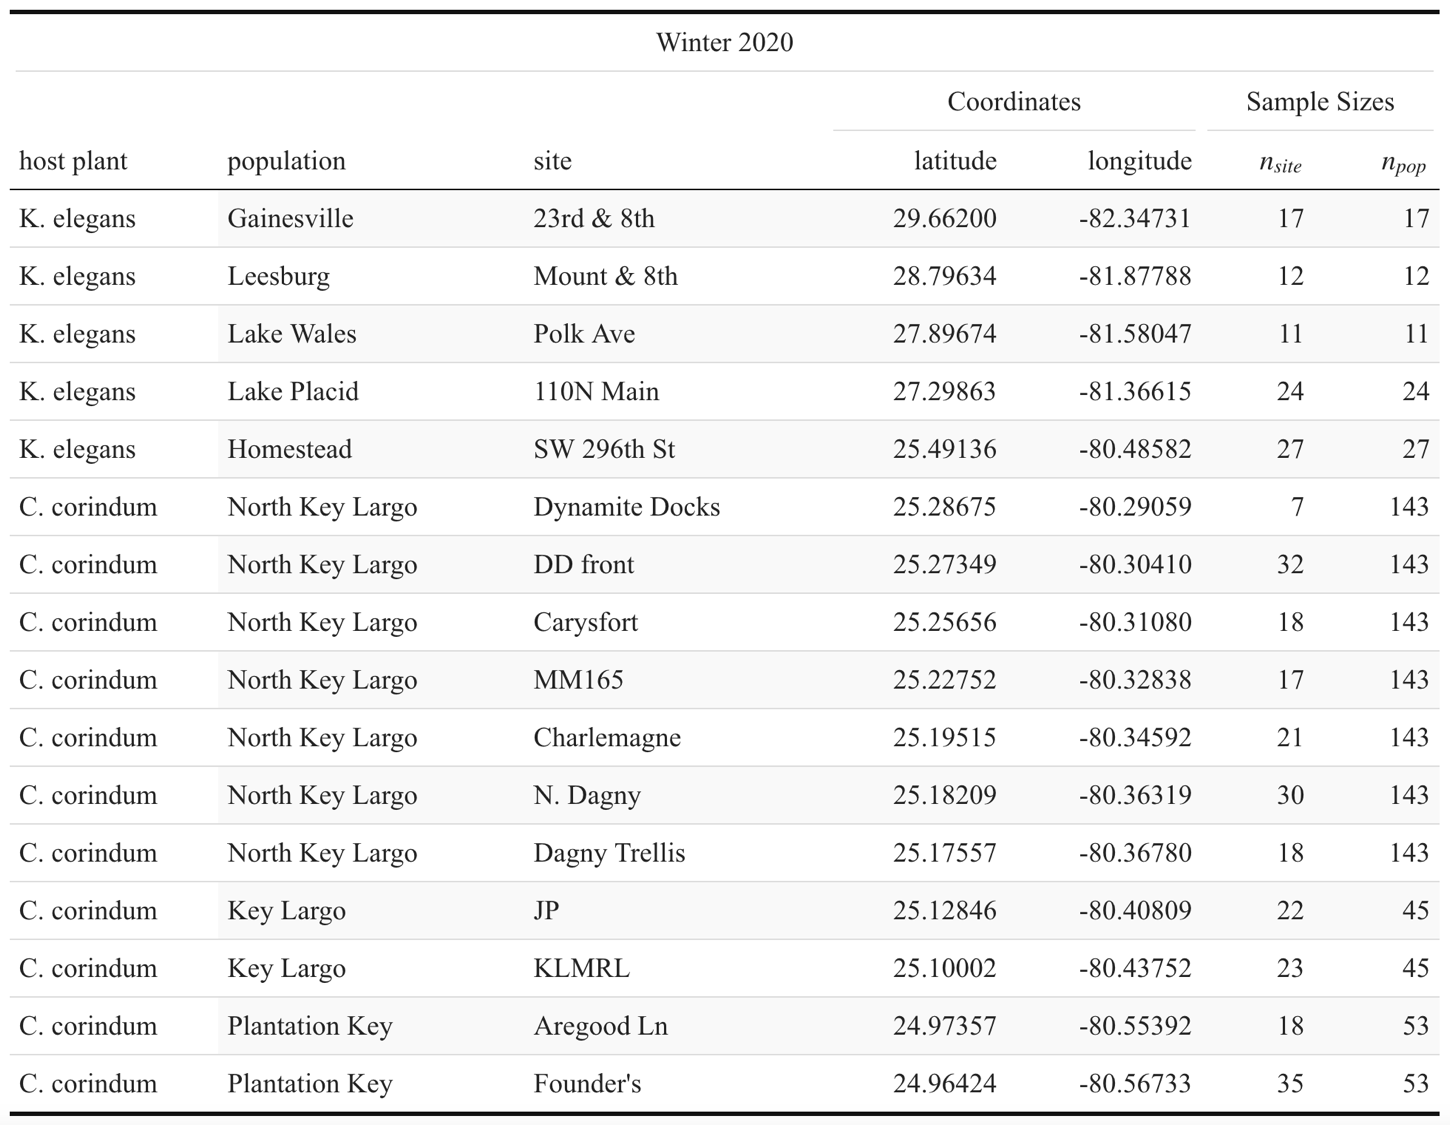 Winter 2020
Coordinates Sample Sizes
host plant population site latitude longitude nsite npop
K. elegans Gainesville 23rd & 8th 29.66200 -82.34731 17 17
K. elegans Leesburg Mount & 8th 28.79634 -81.87788 12 12
K. elegans Lake Wales Polk Ave 27.89674 -81.58047 11 11
K. elegans Lake Placid 110N Main 27.29863 -81.36615 24 24
K. elegans Homestead SW 296th St 25.49136 -80.48582 27 27
C. corindum North Key Largo Dynamite Docks 25.28675 -80.29059 7 143
C. corindum North Key Largo DD front 25.27349 -80.30410 32 143
C. corindum North Key Largo Carysfort 25.25656 -80.31080 18 143
C. corindum North Key Largo MM165 25.22752 -80.32838 17 143
C. corindum North Key Largo Charlemagne 25.19515 -80.34592 21 143
C. corindum North Key Largo N. Dagny 25.18209 -80.36319 30 143
C. corindum North Key Largo Dagny Trellis 25.17557 -80.36780 18 143
C. corindum Key Largo JP 25.12846 -80.40809 22 45
C. corindum Key Largo KLMRL 25.10002 -80.43752 23 45
C. corindum Plantation Key Aregood Ln 24.97357 -80.55392 18 53
C. corindum Plantation Key Founder's 24.96424 -80.56733 35 53